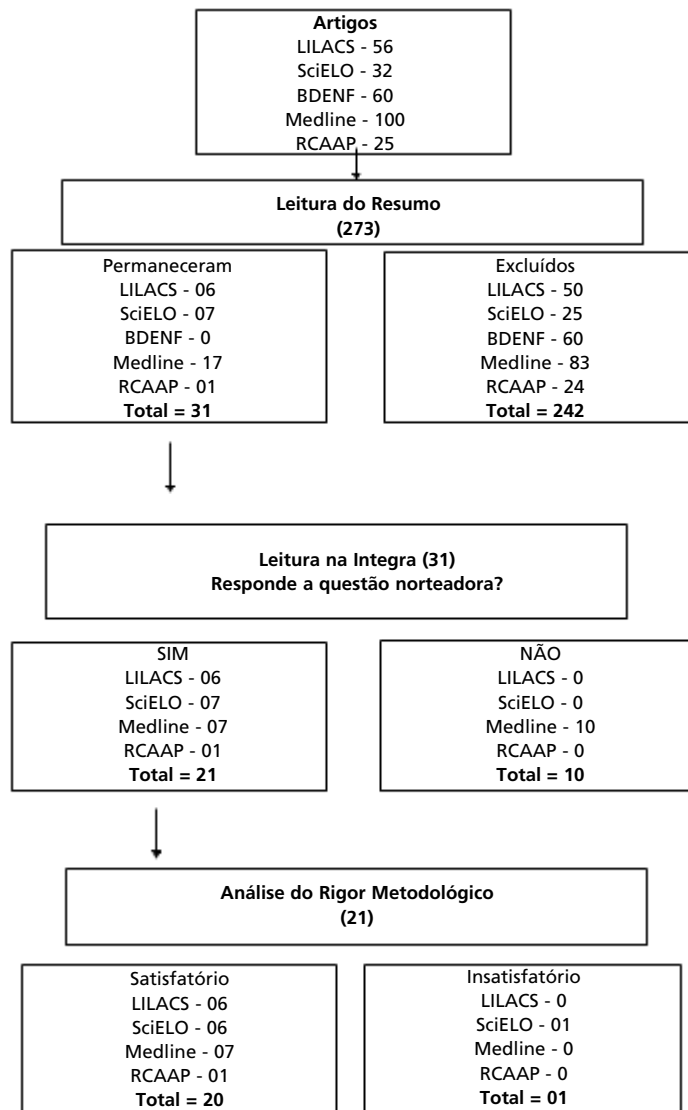 Artigos
LILACS - 56
SciELO - 32
BDENF - 60
Medline - 100
RCAAP - 25
Leitura do Resumo
(273)
Permaneceram
LILACS - 06
SciELO - 07
BDENF - 0
Medline - 17
RCAAP - 01
Total = 31
Excluídos
LILACS - 50
SciELO - 25
BDENF - 60
Medline - 83
RCAAP - 24
Total = 242
Leitura na Integra (31)
Responde a questão norteadora?
SIM
LILACS - 06
SciELO - 07
Medline - 07
RCAAP - 01
Total = 21
NÃO
LILACS - 0
SciELO - 0
Medline - 10
RCAAP - 0
Total = 10
Análise do Rigor Metodológico
(21)
Satisfatório
LILACS - 06
SciELO - 06
Medline - 07
RCAAP - 01
Total = 20
Insatisfatório
LILACS - 0
SciELO - 01
Medline - 0
RCAAP - 0
Total = 01